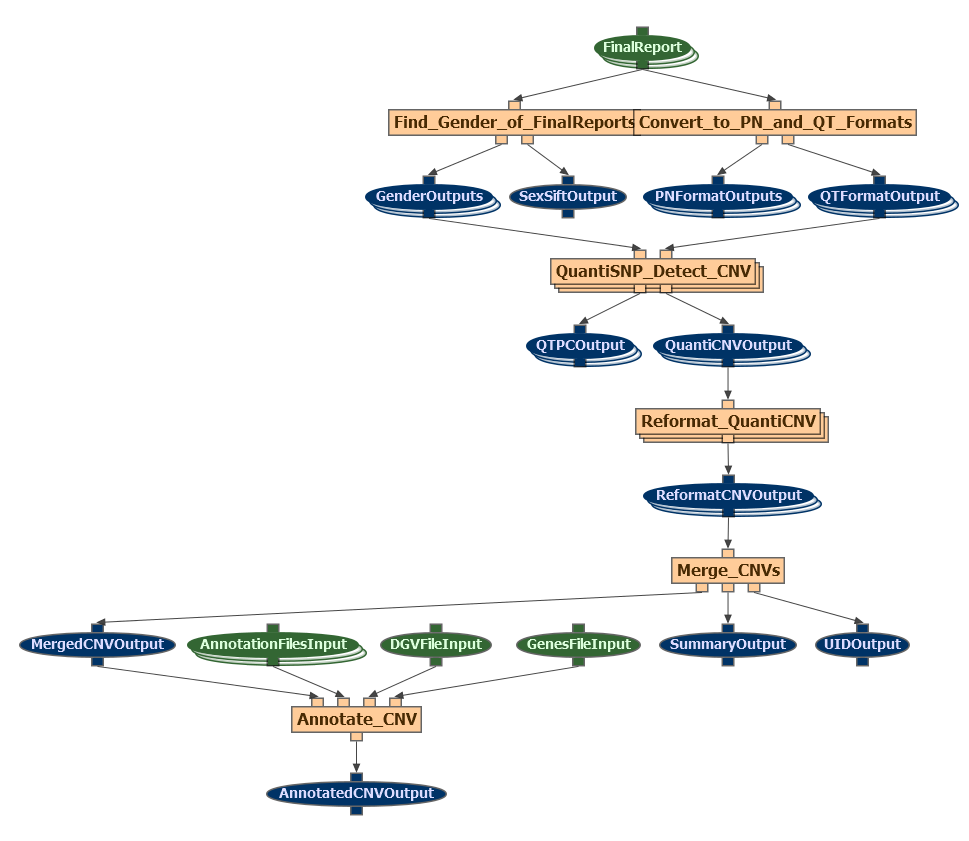 FinalReport
Find_Gender_of_FinalReports
Convert_to_PN_and_QT_Formats
GenderOutputs
SexSiftOutput
PNFormatOutputs
QTFormatOutput
QuantiSNP_Detect_CNV
QTPCOutput
QuantiCNVOutput
Reformat_QuantiCNV
ReformatCNVOutput
Merge_CNVs
MergedCNVOutput
AnnotationFilesInput
DGVFileInput
GenesFileInput
SummaryOutput
UIDOutput
Annotate_CNV
AnnotatedCNVOutput